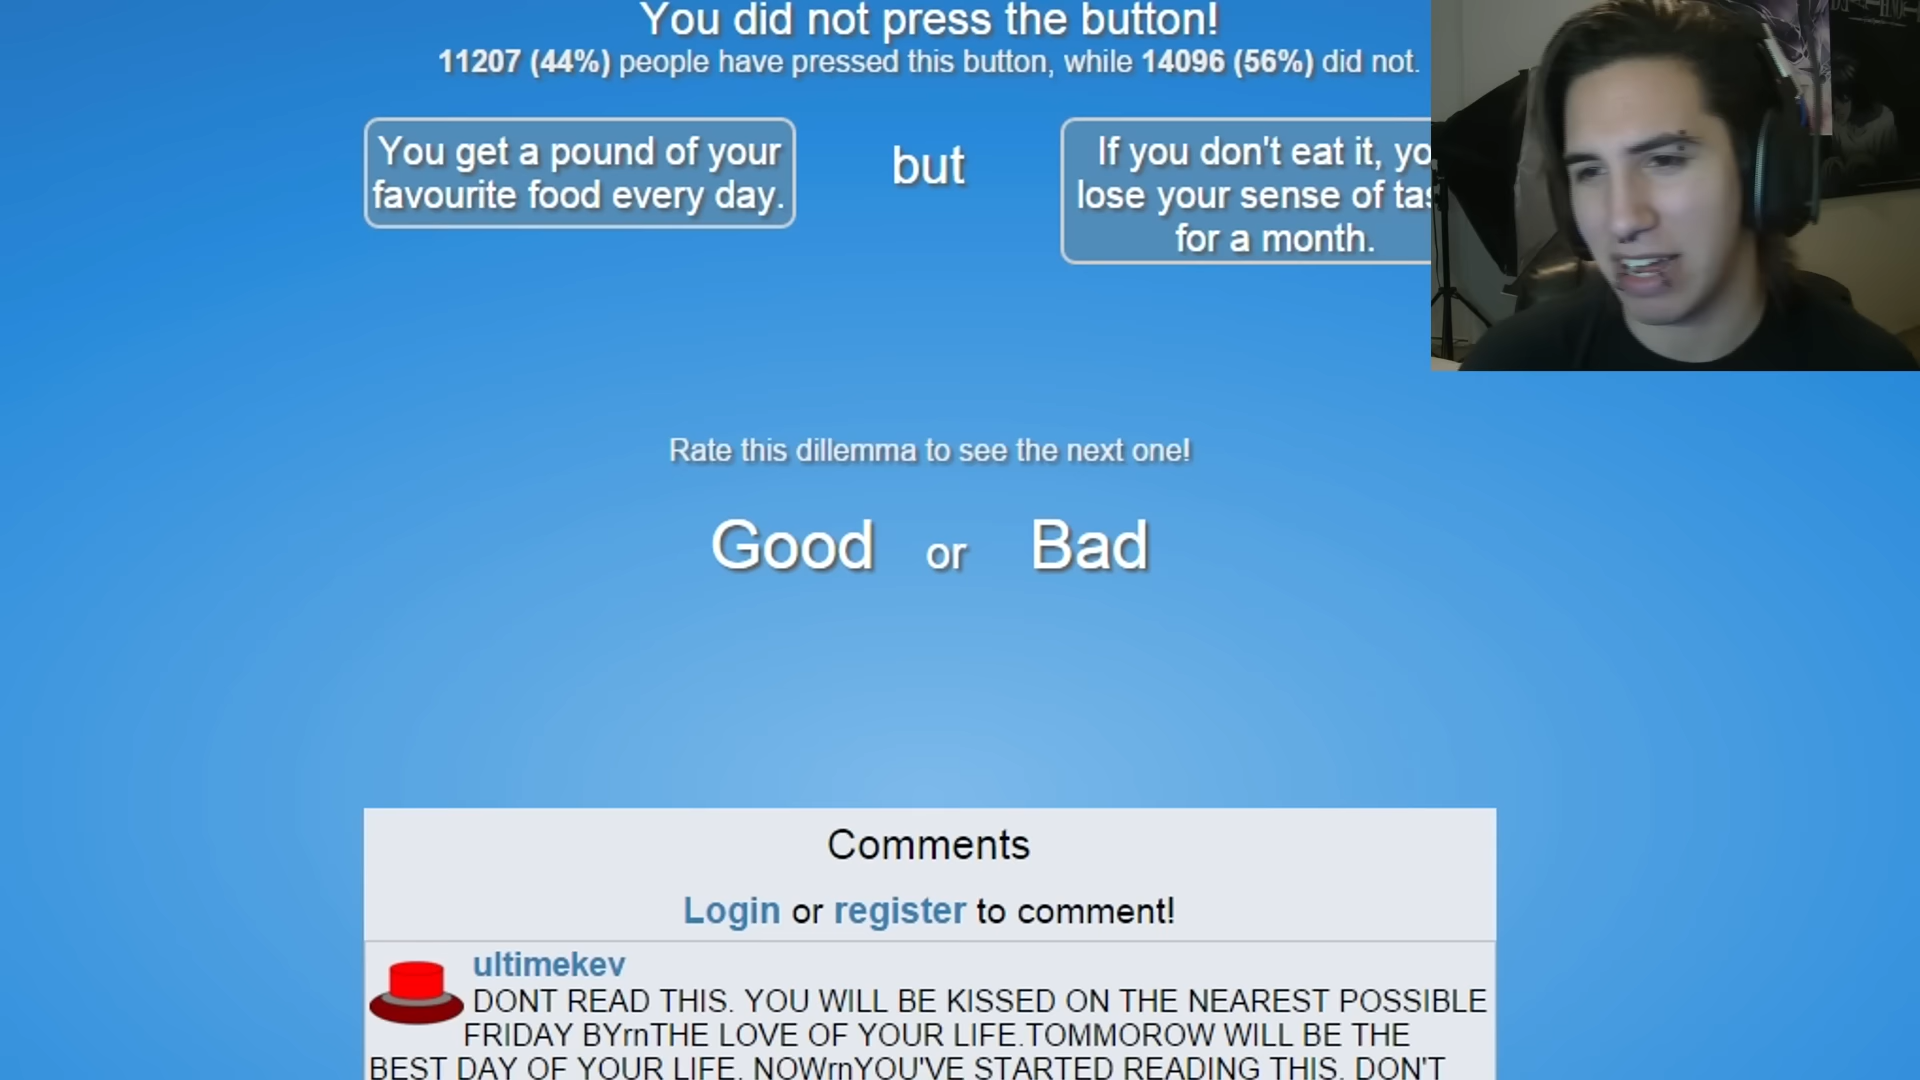 You did not press the button!
11207 (44%) people have pressed this button, while 14096 (56%) did not.
You get a pound of your
favourite food every day.
but
If you don't eat it,
lose your sense of
for a month.
Rate this dillemma to see the next one!
Good or Bad
Comments
Login or register to comment!
ultimekev
DONT READ THIS. YOU WILL BE KISSED ON THE NEAREST POSSIBLE
FRIDAY BYrnTHE LOVE OF YOUR LIFE.TOMMOROW WILL BE THE
BEST DAY OF YOUR LIFE. NOWrnYOU'VE STARTED READING THIS. DON'T